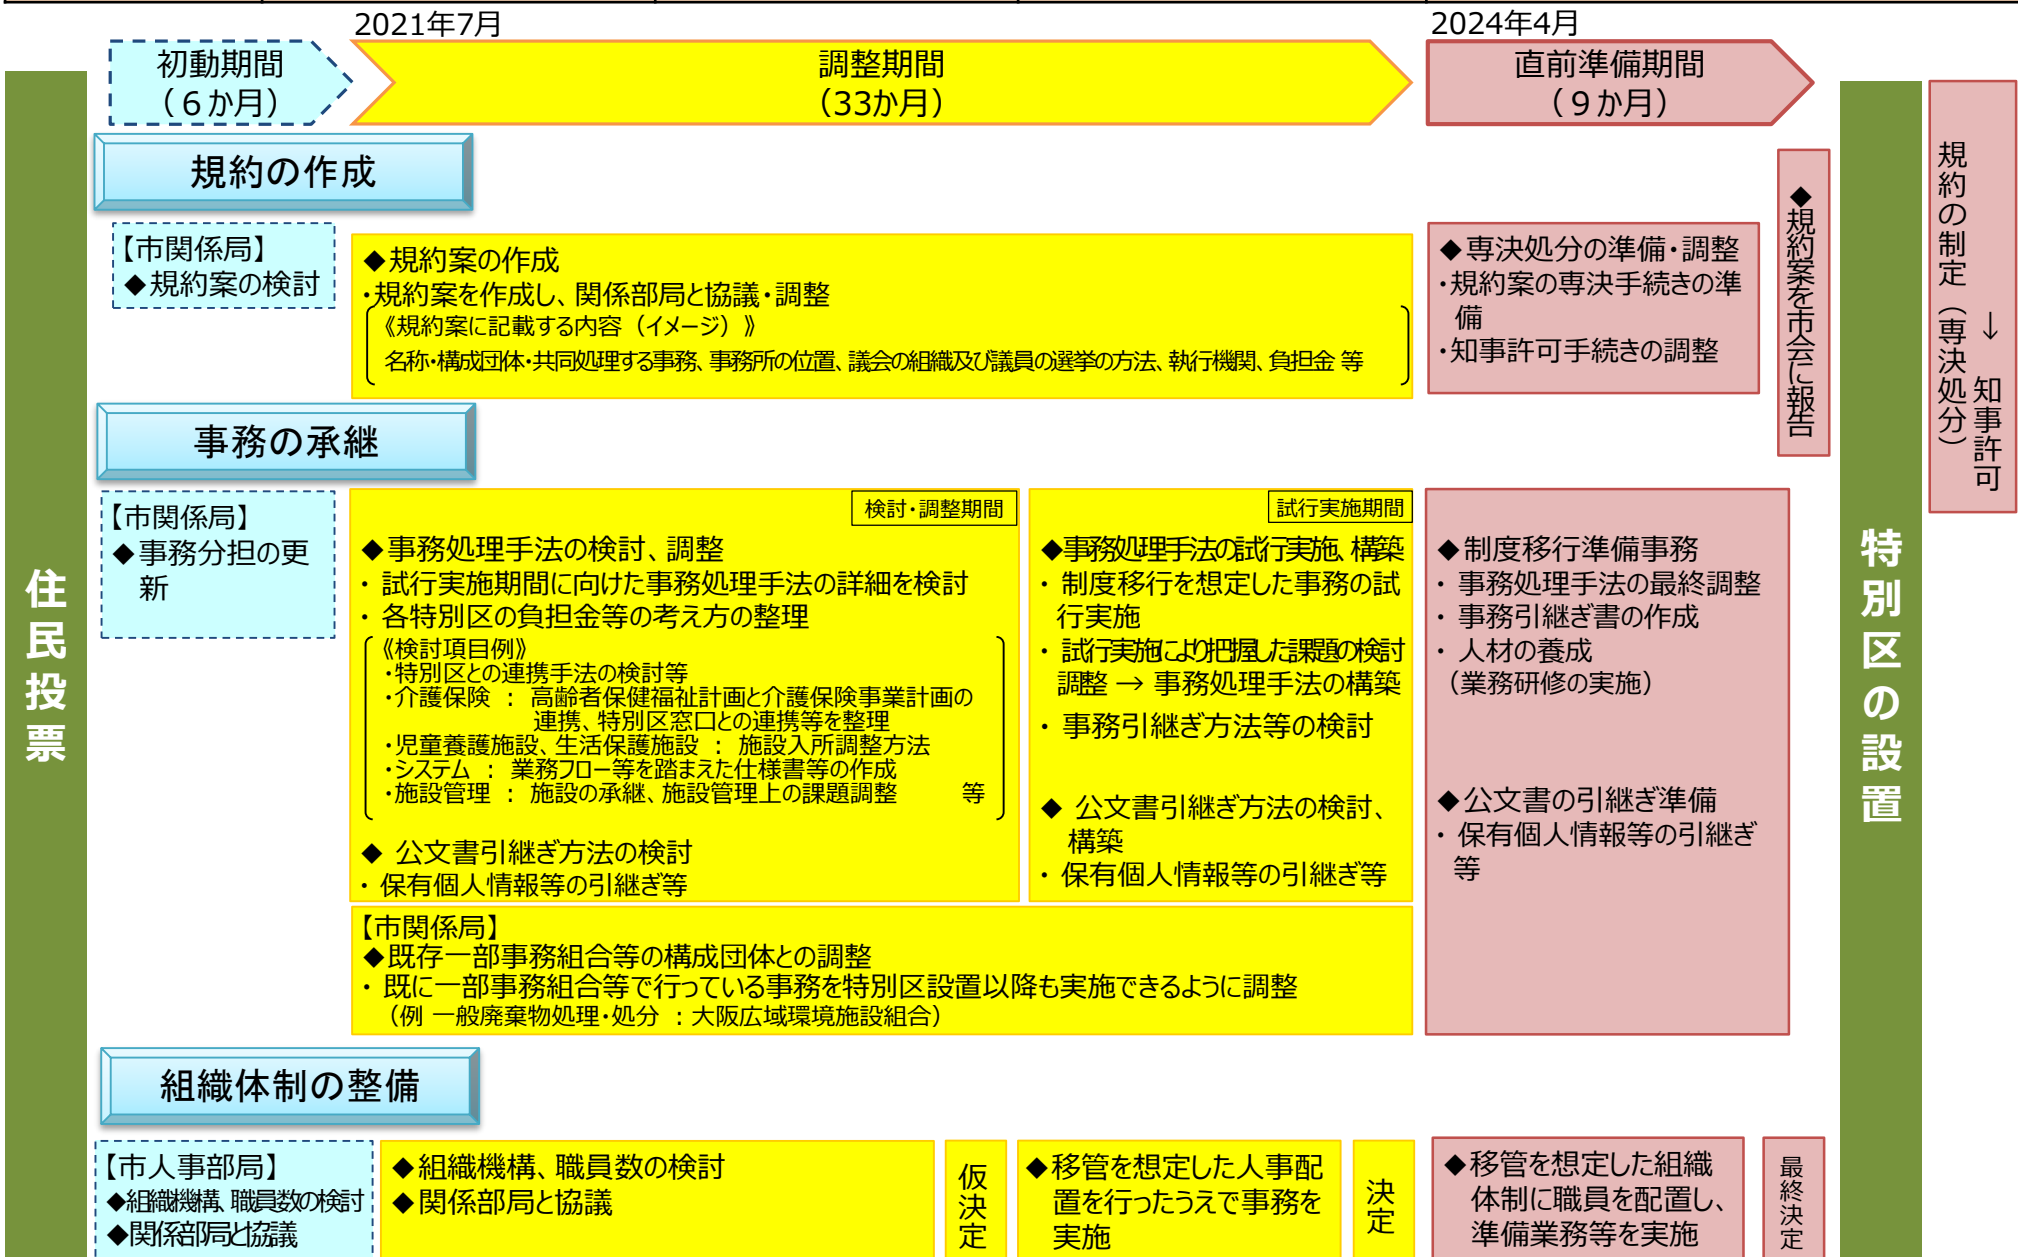 2021年7月
2024年4月
初動期間
（６か月）
調整期間
（33か月）
直前準備期間
（９か月）
住民投票
規約の作成
【市関係局】
◆規約案の検討
◆規約案の作成
・規約案を作成し、関係部局と協議・調整
《規約案に記載する内容（イメージ）》
名称・構成団体・共同処理する事務、事務所の位置、議会の組織及び議員の選挙の方法、執行機関、負担金 等
◆専決処分の準備・調整
・規約案の専決手続きの準
備
・知事許可手続きの調整
◆規約案を市会に報告
特別区の設置
規約の制定（専決処分）
→ 知事許可
事務の承継
【市関係局】
◆事務分担の更
新
検討・調整期間
◆事務処理手法の検討、調整
・ 試行実施期間に向けた事務処理手法の詳細を検討
・ 各特別区の負担金等の考え方の整理
《検討項目例》
・特別区との連携手法の検討等
・介護保険 ： 高齢者保健福祉計画と介護保険事業計画の
連携、特別区窓口との連携等を整理
・児童養護施設、生活保護施設 ： 施設入所調整方法
・システム ： 業務フロー等を踏まえた仕様書等の作成
・施設管理 ： 施設の承継、施設管理上の課題調整 等
◆ 公文書引継ぎ方法の検討
・ 保有個人情報等の引継ぎ等
試行実施期間
◆事務処理手法の試行実施、構築
・ 制度移行を想定した事務の試
行実施
・ 試行実施により把握した課題の検討
調整 → 事務処理手法の構築
・ 事務引継ぎ方法等の検討
◆ 公文書引継ぎ方法の検討、
構築
・ 保有個人情報等の引継ぎ等
◆制度移行準備事務
・ 事務処理手法の最終調整
・ 事務引継ぎ書の作成
・ 人材の養成
（業務研修の実施）
◆公文書の引継ぎ準備
・ 保有個人情報等の引継ぎ
等
【市関係局】
◆既存一部事務組合等の構成団体との調整
・ 既に一部事務組合等で行っている事務を特別区設置以降も実施できるように調整
（例 一般廃棄物処理・処分 ：大阪広域環境施設組合）
組織体制の整備
【市人事部局】
◆組織機構、職員数の検討
◆関係部局と協議
◆組織機構、職員数の検討
◆関係部局と協議
仮決定
◆移管を想定した人事配
置を行ったうえで事務を
実施
決定
◆移管を想定した組織
体制に職員を配置し、
準備業務等を実施
最終決定